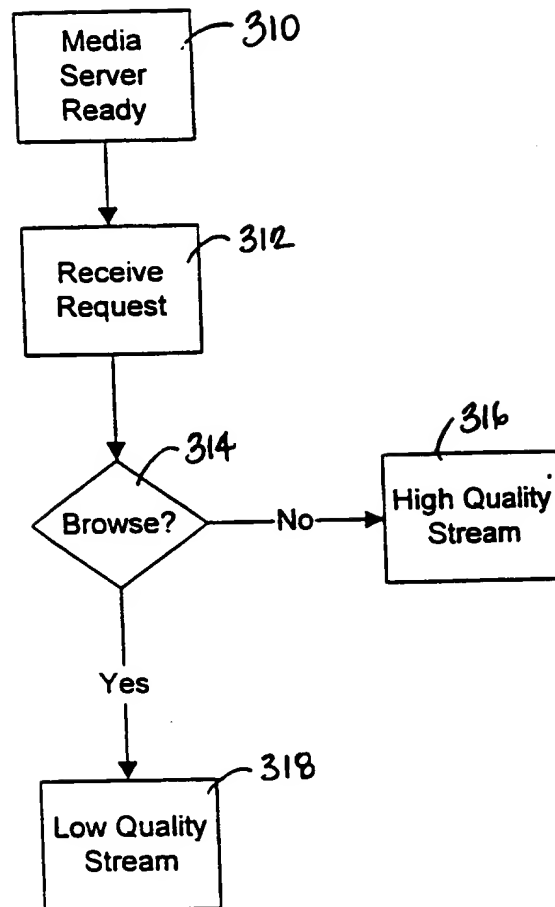 310
Media
Server
Ready
312
Receive
Request
314
Browse?
No
316
High Quality
Stream
Yes
318
Low Quality
Stream